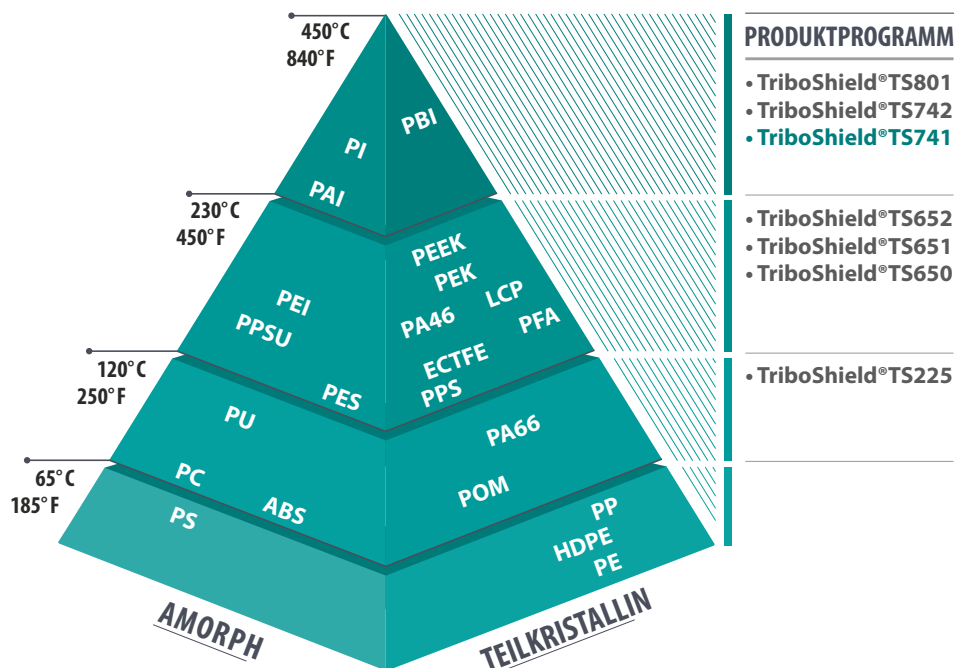 450°C
840°F
PRODUKTPROGRAMM
• TriboShield®TS801
• TriboShield®TS742
• TriboShield®TS741
PBI
PI
PAI
230°C
450°F
• TriboShield®TS652
• TriboShield®TS651
• TriboShield®TS650
PEEK
PEK
LCP
PEI
PA46
PFA
PPSU
ECTFE
PPS
PES
120°C
250°F
• TriboShield®TS225
PU
PA66
65°C
185°F
PC
POM
ABS
PS
PP
HDPE
PE
AMORPH
TEILKRISTALLIN